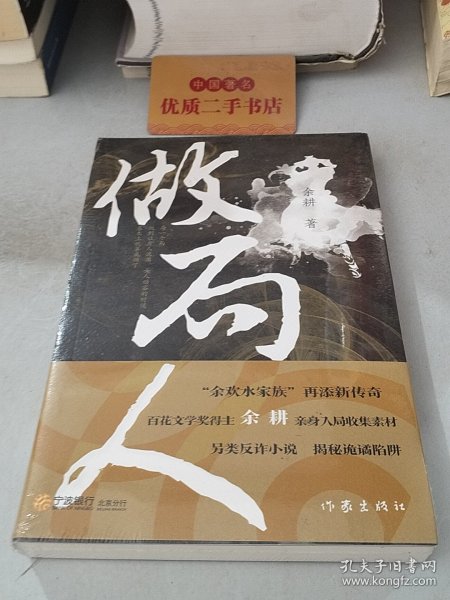 中国著名
优质二手书店
做局人
余耕 著
“余欢水家族”再添新传奇
百花文学奖得主 余耕 亲身入局收集素材
另类反诈小说 揭秘诡谲陷阱
宁波银行 北京分行
作家出版社
孔夫子旧书网
www.kongfz.com